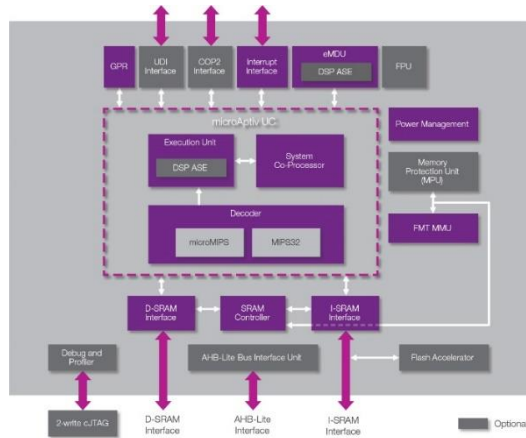 GPR
UDI
Interface
COP2
Interface
Interrupt
Interface
eMDU
DSP ASE
FPU
microAptiv UC
Execution Unit
DSP ASE
System
Co-Processor
Power Management
Memory
Protection Unit
(MPU)
Decoder
microMIPS
MIPS32
FMT MMU
D-SRAM
Interface
SRAM
Controller
I-SRAM
Interface
Debug and
Profiler
AHB-Lite Bus Interface Unit
Flash Accelerator
2-write cJTAG
D-SRAM
Interface
AHB-Lite
Interface
I-SRAM
Interface
Optiona